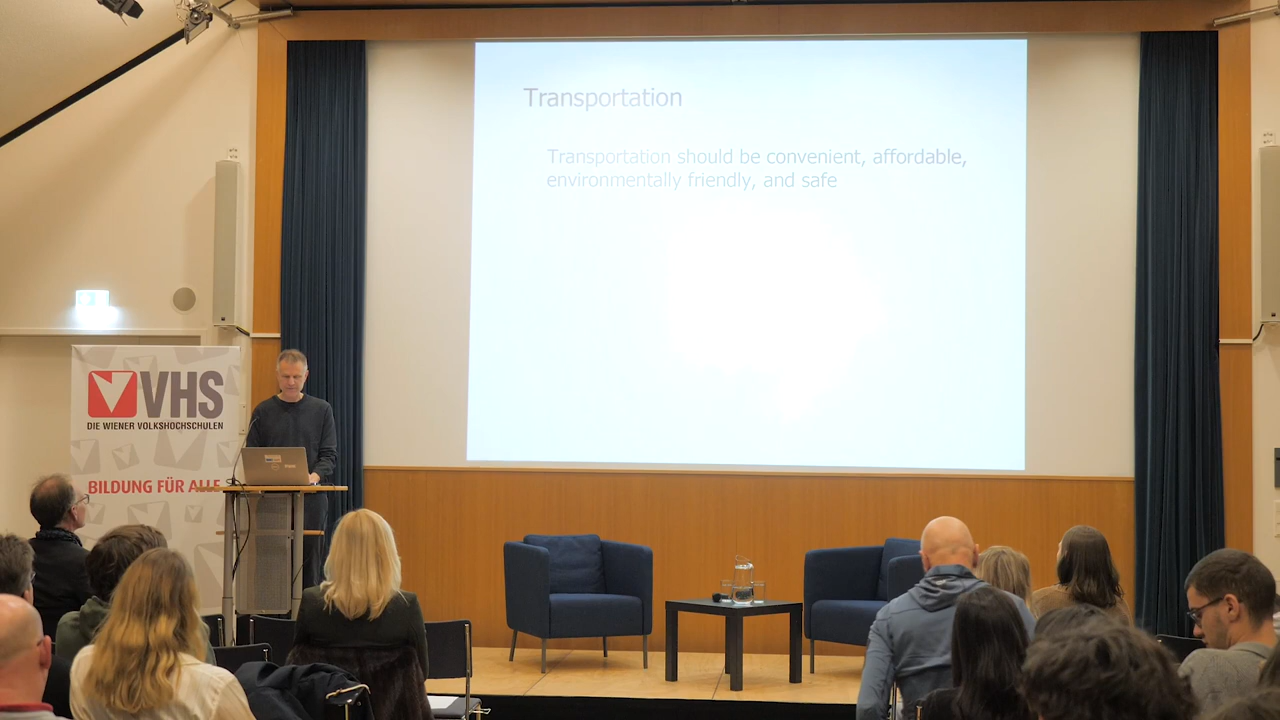 Transportation
Transportation should be convenient, affordable,
environmentally friendly, and safe
VHS
DIE WIENER VOLKSHOCHSCHULEN
BILDUNG FÜR ALLE